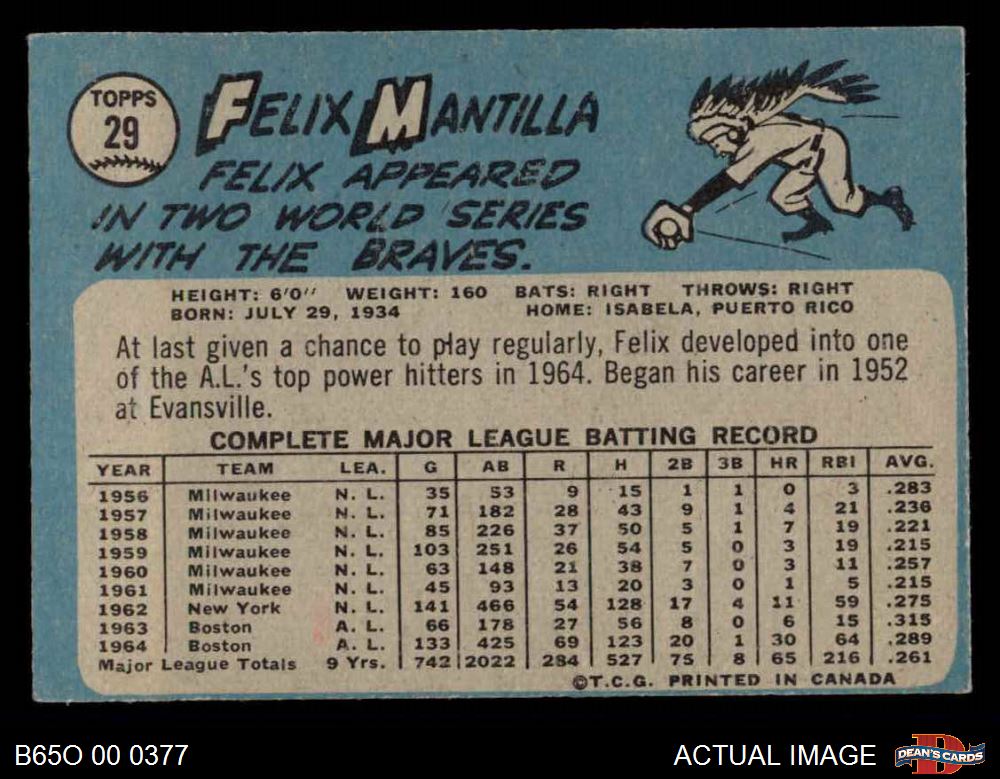 TOPPS
29
FELIX MANTILLA
FELIX APPEARED
IN TWO WORLD SERIES
WITH THE BRAVES.
HEIGHT: 6'0" WEIGHT: 160 BATS: RIGHT THROWS: RIGHT
BORN: JULY 29, 1934 HOME: ISABELA, PUERTO RICO
At last given a chance to play regularly, Felix developed into one
of the A.L.'s top power hitters in 1964. Began his career in 1952
at Evansville.
COMPLETE MAJOR LEAGUE BATTING RECORD
YEAR TEAM LEA. G AB R H 2B 3B HR RBI AVG.
1956 Milwaukee N. L. 35 53 9 15 1 1 0 3 .283
1957 Milwaukee N. L. 71 182 28 43 9 1 4 21 .236
1958 Milwaukee N. L. 85 226 37 50 5 1 7 19 .221
1959 Milwaukee N. L. 103 251 26 54 5 0 3 19 .215
1960 Milwaukee N. L. 63 148 21 38 7 0 3 11 .257
1961 Milwaukee N. L. 45 93 13 20 3 0 1 5 .215
1962 New York N. L. 141 466 54 128 17 4 11 59 .275
1963 Boston A. L. 66 178 27 56 8 0 6 15 .315
1964 Boston A. L. 133 425 69 123 20 1 30 64 .289
Major League Totals 9 Yrs. 742 2022 284 527 75 8 65 216 .261
©T.C.G. PRINTED IN CANADA
B65O 00 0377
ACTUAL IMAGE
DEAN'S CARDS